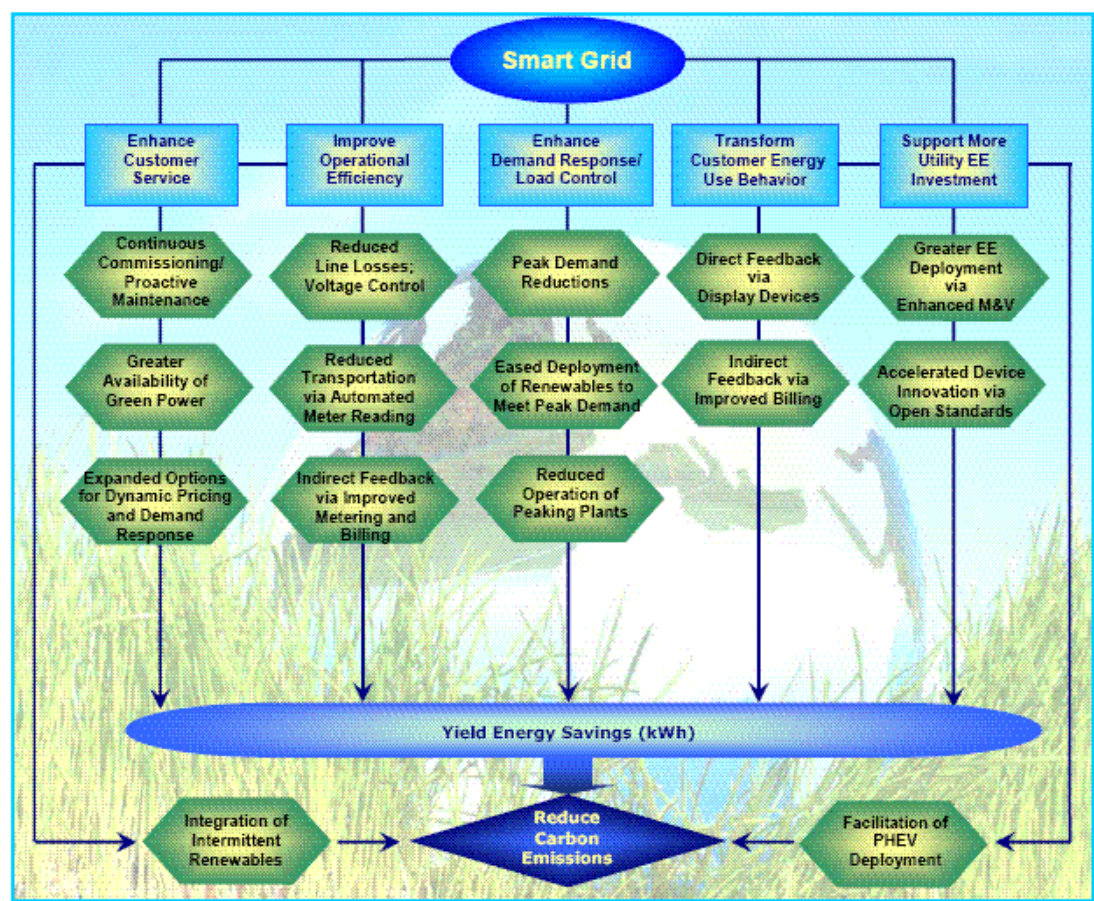 Smart Grid
Enhance
Customer
Service
Improve
Operational
Efficiency
Enhance
Demand Response/
Load Control
Transform
Customer Energy
Use Behavior
Support More
Utility EE
Investment
Continuous
Commissioning/
Proactive
Maintenance
Reduced
Line Losses;
Voltage Control
Peak Demand
Reductions
Direct Feedback
via
Display Devices
Greater EE
Deployment
via
Enhanced M&V
Greater
Availability of
Green Power
Reduced
Transportation
via Automated
Meter Reading
Eased Deployment
of Renewables to
Meet Peak Demand
Indirect
Feedback via
Improved Billing
Accelerated Device
Innovation via
Open Standards
Expanded Options
for Dynamic Pricing
and Demand
Response
Indirect Feedback
via Improved
Metering and
Billing
Reduced
Operation of
Peaking Plants
Yield Energy Savings (kWh)
Integration of
Intermittent
Renewables
Reduce
Carbon
Emissions
Facilitation of
PHEV
Deployment